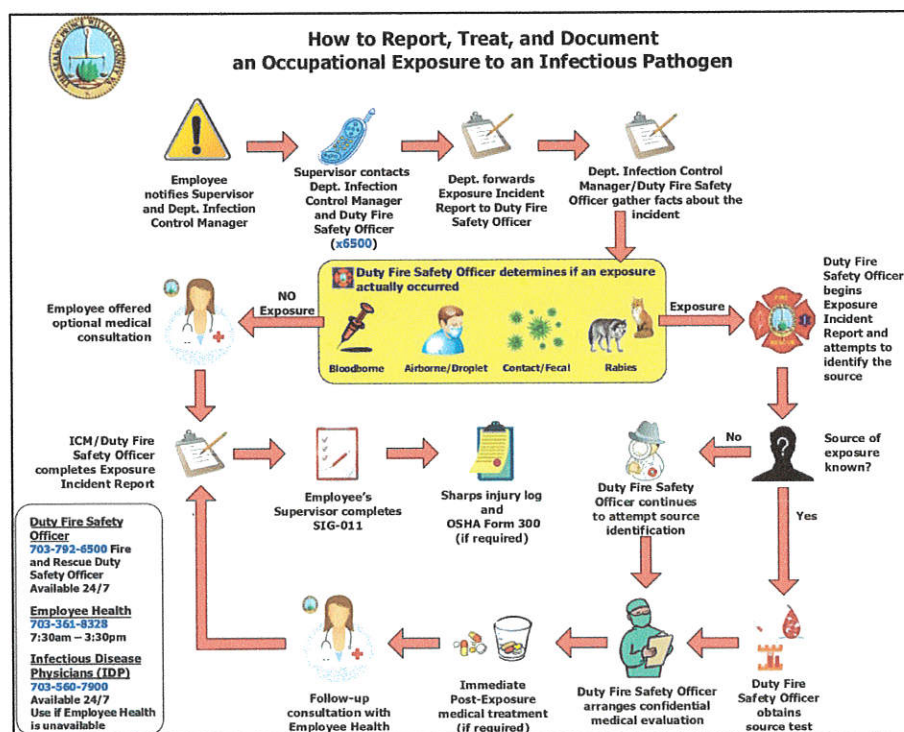 THE SEAL OF PRINCE WILLIAM COUNTY VA
How to Report, Treat, and Document
an Occupational Exposure to an Infectious Pathogen
Employee
notifies Supervisor
and Dept. Infection
Control Manager
Supervisor contacts
Dept. Infection
Control Manager
and Duty Fire
Safety Officer
(x6500)
Dept. forwards
Exposure Incident
Report to Duty Fire
Safety Officer
Dept. Infection Control
Manager/Duty Fire Safety
Officer gather facts about the
incident
Duty Fire Safety Officer determines if an exposure
actually occurred
Bloodborne
Airborne/Droplet
Contact/Fecal
Rabies
NO
Exposure
Employee offered
optional medical
consultation
Exposure
FIRE
RESCUE
Duty Fire
Safety Officer
begins
Exposure
Incident
Report and
attempts to
identify the
source
ICM/Duty Fire
Safety Officer
completes Exposure
Incident Report
Employee's
Supervisor completes
SIG-011
Sharps injury log
and
OSHA Form 300
(if required)
?
Source of
exposure
known?
No
Duty Fire Safety
Officer continues
to attempt source
identification
Yes
Duty Fire
Safety Officer
obtains
source test
Duty Fire Safety Officer
arranges confidential
medical evaluation
Immediate
Post-Exposure
medical treatment
(if required)
Follow-up
consultation with
Employee Health
Duty Fire Safety
Officer
703-792-6500 Fire
and Rescue Duty
Safety Officer
Available 24/7
Employee Health
703-361-8328
7:30am – 3:30pm
Infectious Disease
Physicians (IDP)
703-560-7900
Available 24/7
Use if Employee Health
is unavailable